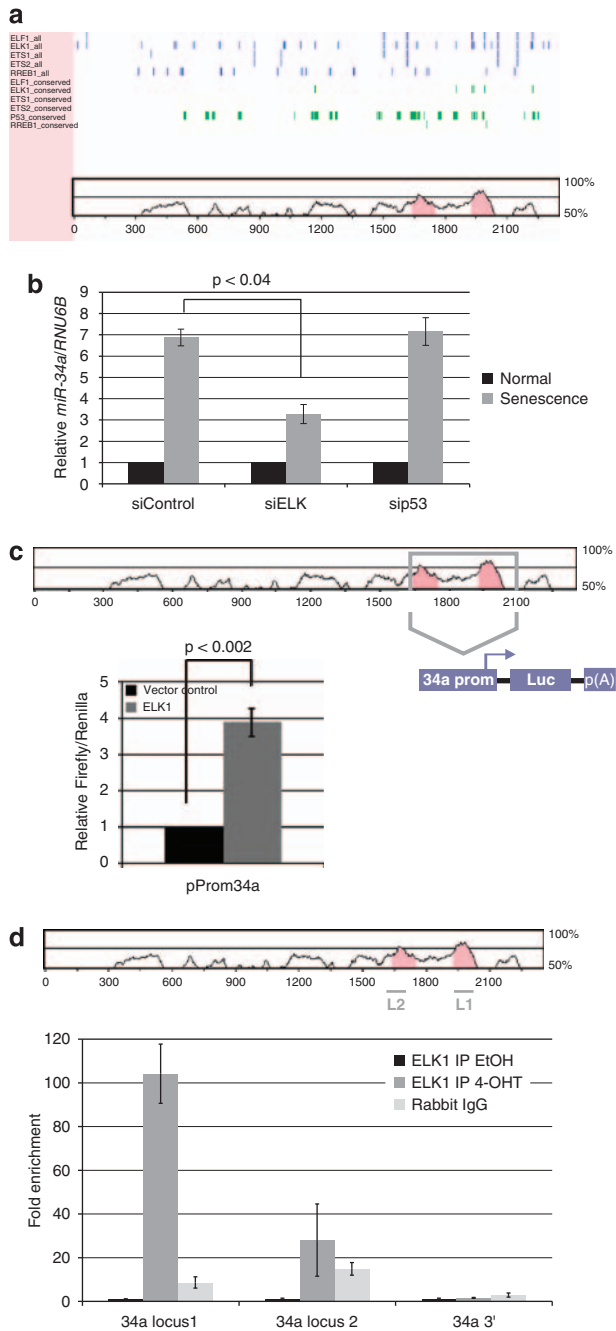 a
ELF1_all
ELK1_all
ETS1_all
ETS2_all
RREB1_all
ELF1_conserved
ELK1_conserved
ETS1_conserved
ETS2_conserved
P53_conserved
RREB1_conserved
100%
50%
0 300 600 900 1200 1500 1800 2100
b
p < 0.04
Relative miR-34a/RNU6B
9
8
7
6
5
4
3
2
1
0
Normal
Senescence
siControl siELK sip53
c
100%
50%
0 300 600 900 1200 1500 1800 2100
34a prom Luc p(A)
p < 0.002
Relative Firefly/Renilla
5
4
3
2
1
0
Vector control
ELK1
pProm34a
d
100%
50%
0 300 600 900 1200 1500 1800 2100
L2 L1
Fold enrichment
120
100
80
60
40
20
0
ELK1 IP EtOH
ELK1 IP 4-OHT
Rabbit IgG
34a locus1 34a locus 2 34a 3'